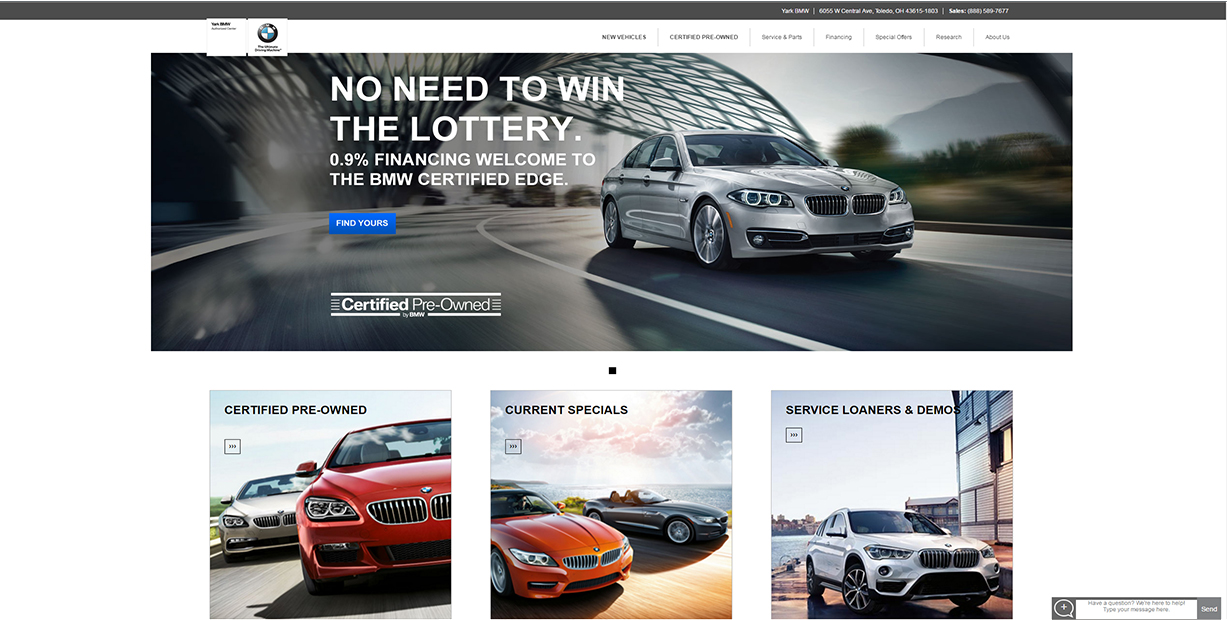 Yark BMW | 6055 W Central Ave, Toledo, OH 43615-1803 | Sales: (888) 589-7677
Yark BMW
Authorized Center
The Ultimate
Driving Machine®
NEW VEHICLES
CERTIFIED PRE-OWNED
Service & Parts
Financing
Special Offers
Research
About Us
NO NEED TO WIN
THE LOTTERY.
0.9% FINANCING WELCOME TO
THE BMW CERTIFIED EDGE.
FIND YOURS
Certified Pre-Owned
by BMW
CERTIFIED PRE-OWNED
›››
CURRENT SPECIALS
›››
SERVICE LOANERS & DEMOS
›››
Have a question? We're here to help!
Type your message here.
Send